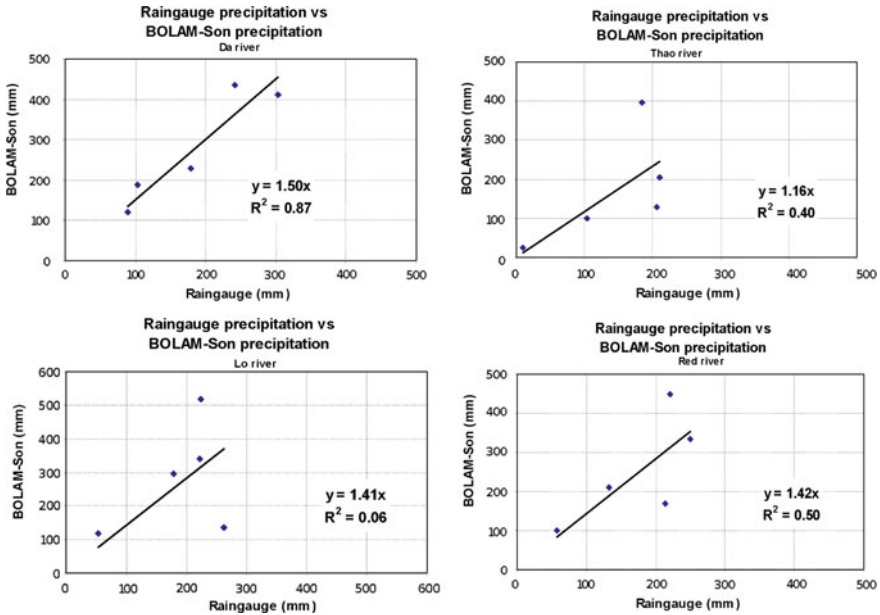 Raingauge precipitation vs
BOLAM-Son precipitation
Da river
BOLAM-Son (mm)
500
400
300
200
100
0
y = 1.50x
R² = 0.87
0 100 200 300 400 500
Raingauge (mm)
Raingauge precipitation vs
BOLAM-Son precipitation
Thao river
BOLAM-Son (mm)
500
400
300
200
100
0
y = 1.16x
R² = 0.40
0 100 200 300 400 500
Raingauge (mm)
Raingauge precipitation vs
BOLAM-Son precipitation
Lo river
BOLAM-Son (mm)
600
500
400
300
200
100
0
y = 1.41x
R² = 0.06
0 100 200 300 400 500 600
Raingauge (mm)
Raingauge precipitation vs
BOLAM-Son precipitation
Red river
BOLAM-Son (mm)
500
400
300
200
100
0
y = 1.42x
R² = 0.50
0 100 200 300 400 500
Raingauge (mm)